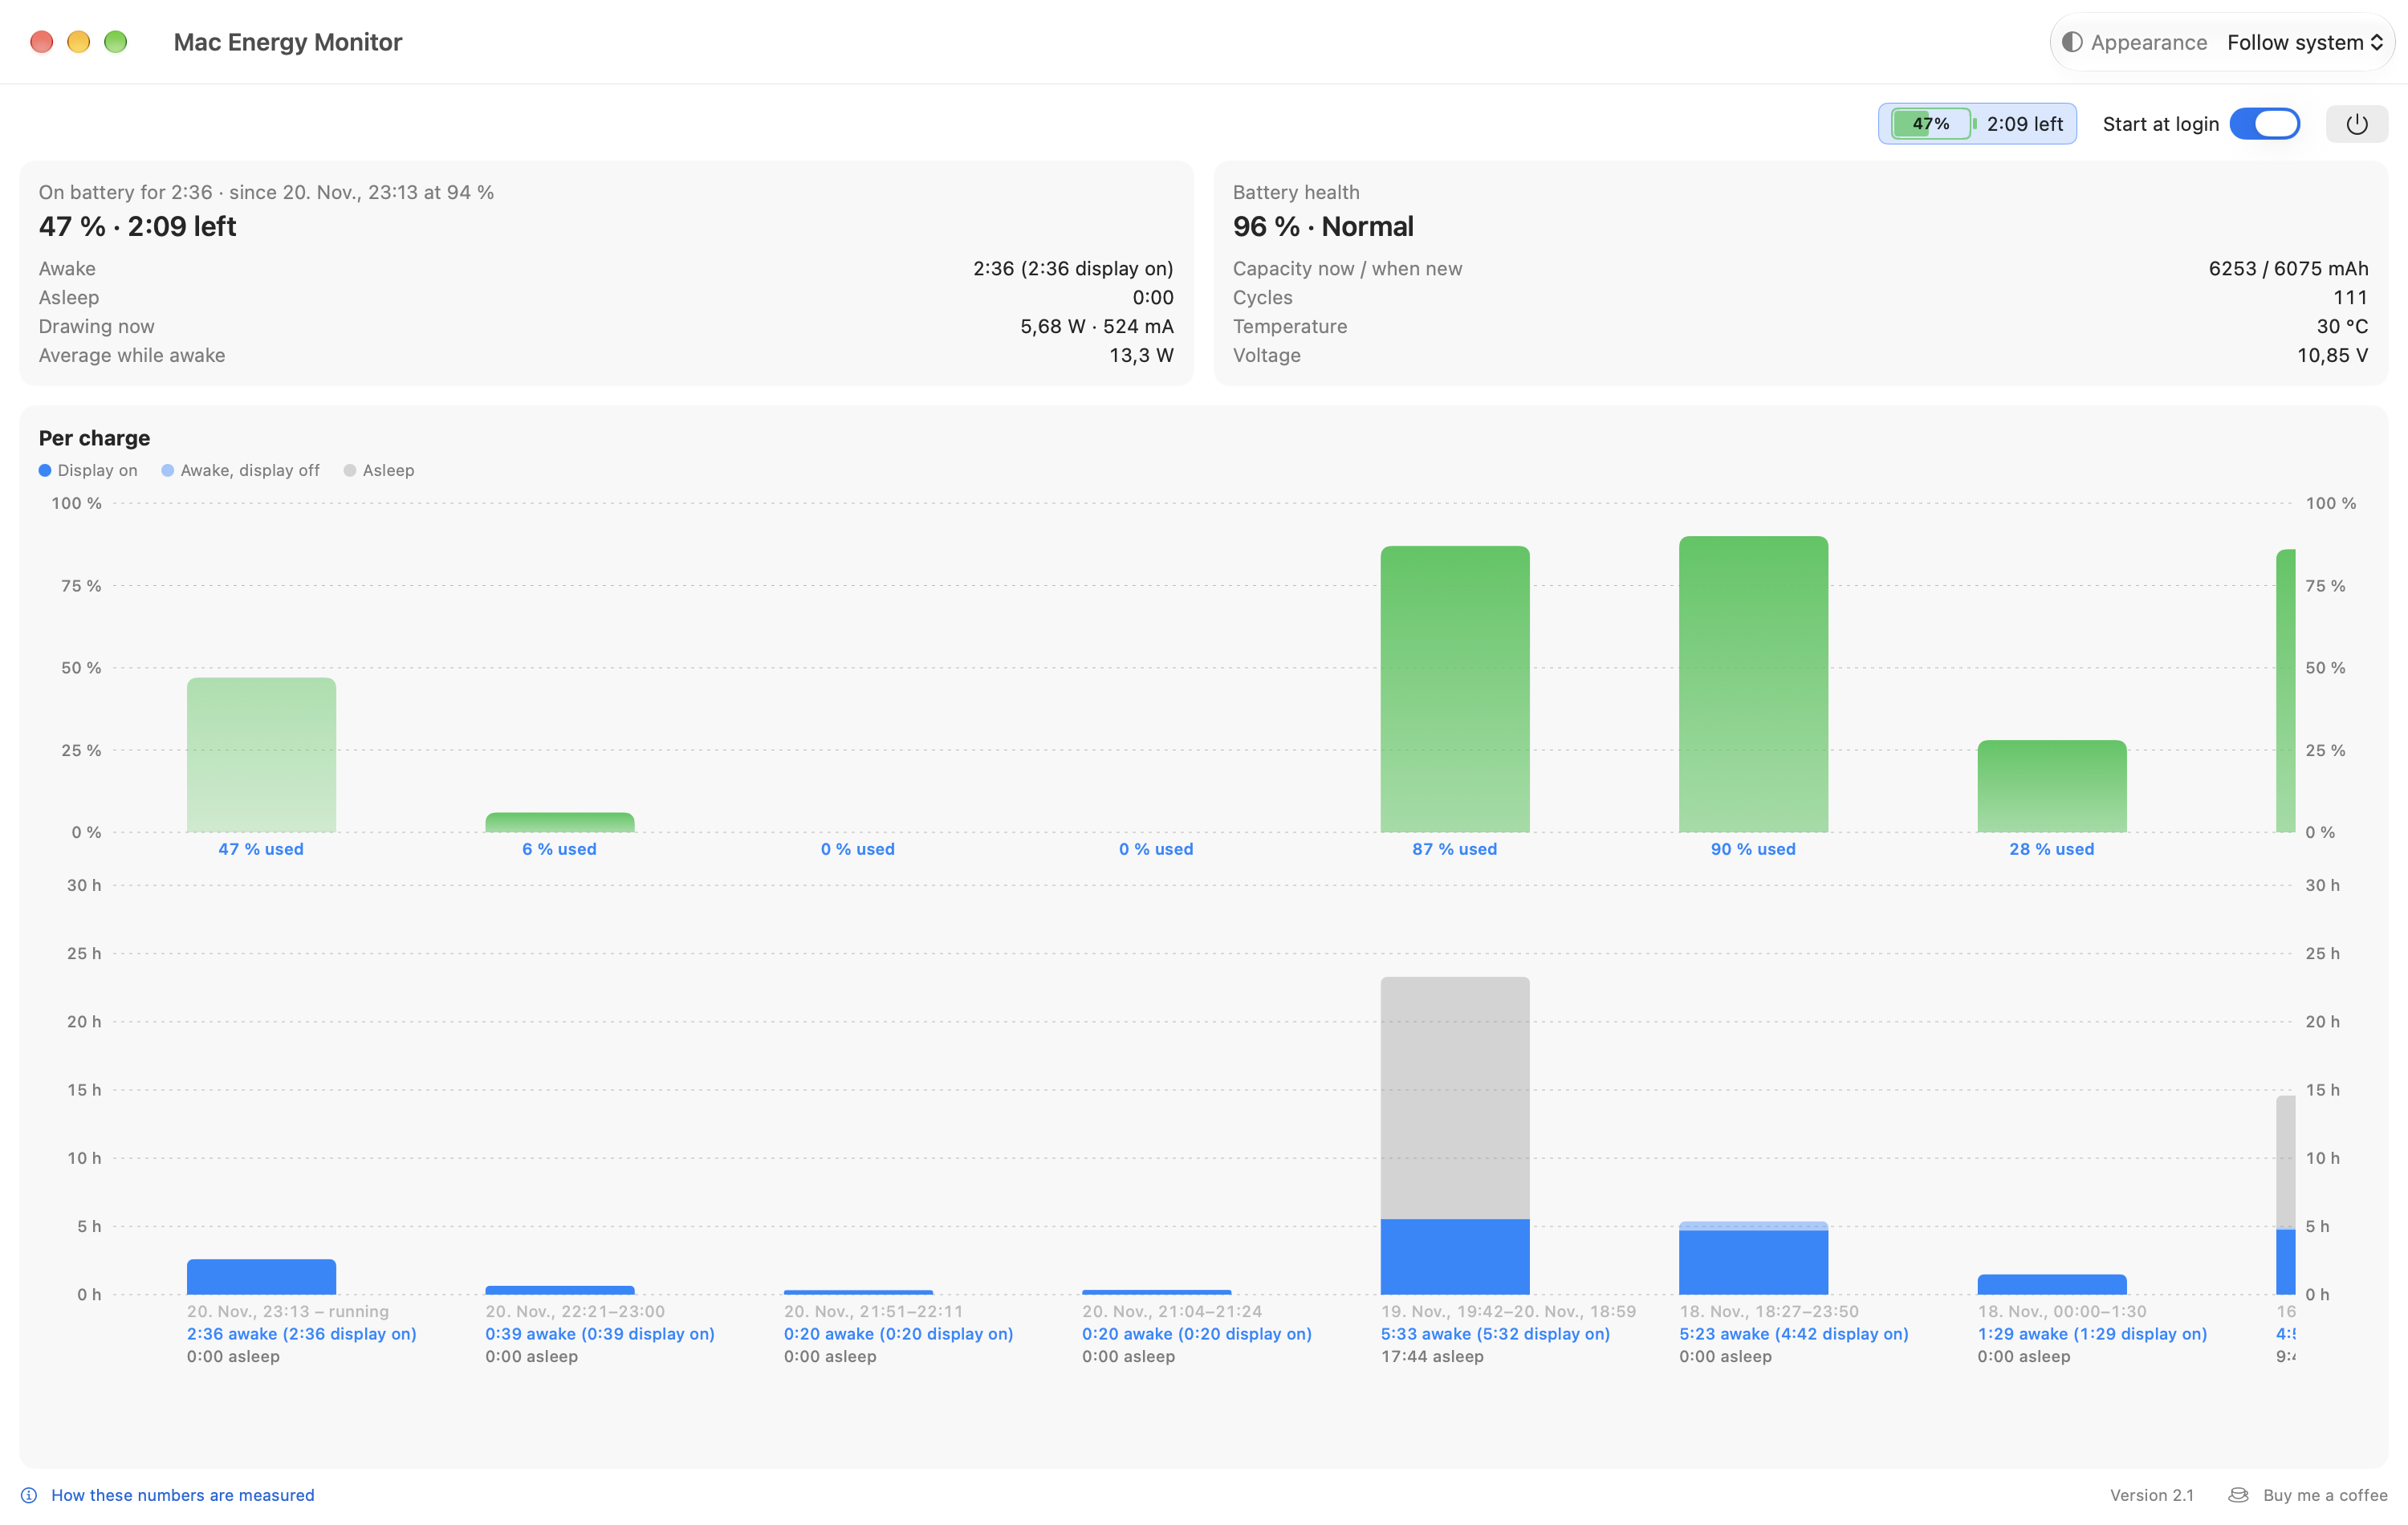 Mac Energy Monitor
Appearance Follow system
47% 2:09 left Start at login
On battery for 2:36 · since 20. Nov., 23:13 at 94 %
47 % · 2:09 left
Awake 2:36 (2:36 display on)
Asleep 0:00
Drawing now 5,68 W · 524 mA
Average while awake 13,3 W
Battery health
96 % · Normal
Capacity now / when new 6253 / 6075 mAh
Cycles 111
Temperature 30 °C
Voltage 10,85 V
Per charge
Display on Awake, display off Asleep
100 % 100 %
75 % 75 %
50 % 50 %
25 % 25 %
0 % 0 %
47 % used 6 % used 0 % used 0 % used 87 % used 90 % used 28 % used
30 h 30 h
25 h 25 h
20 h 20 h
15 h 15 h
10 h 10 h
5 h 5 h
0 h 0 h
20. Nov., 23:13 – running 20. Nov., 22:21–23:00 20. Nov., 21:51–22:11 20. Nov., 21:04–21:24 19. Nov., 19:42–20. Nov., 18:59 18. Nov., 18:27–23:50 18. Nov., 00:00–1:30 16
2:36 awake (2:36 display on) 0:39 awake (0:39 display on) 0:20 awake (0:20 display on) 0:20 awake (0:20 display on) 5:33 awake (5:32 display on) 5:23 awake (4:42 display on) 1:29 awake (1:29 display on)
0:00 asleep 0:00 asleep 0:00 asleep 0:00 asleep 17:44 asleep 0:00 asleep 0:00 asleep
How these numbers are measured
Version 2.1 Buy me a coffee